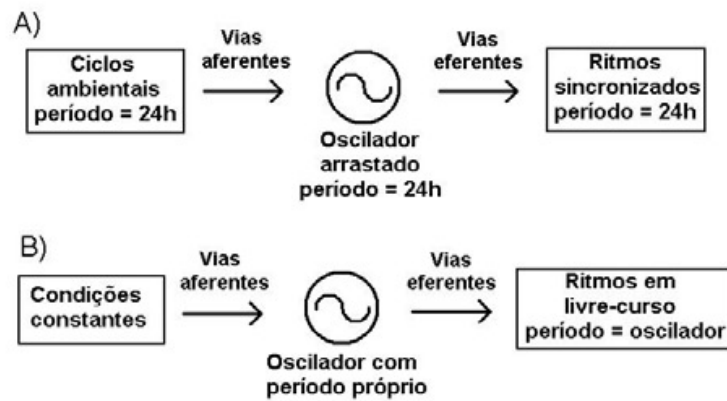 A)
Ciclos
ambientais
período = 24h
Vias
aferentes
Oscilador
arrastado
período = 24h
Vias
eferentes
Ritmos
sincronizados
período = 24h
B)
Condições
constantes
Vias
aferentes
Oscilador com
período próprio
Vias
eferentes
Ritmos em
livre-curso
período = oscilador